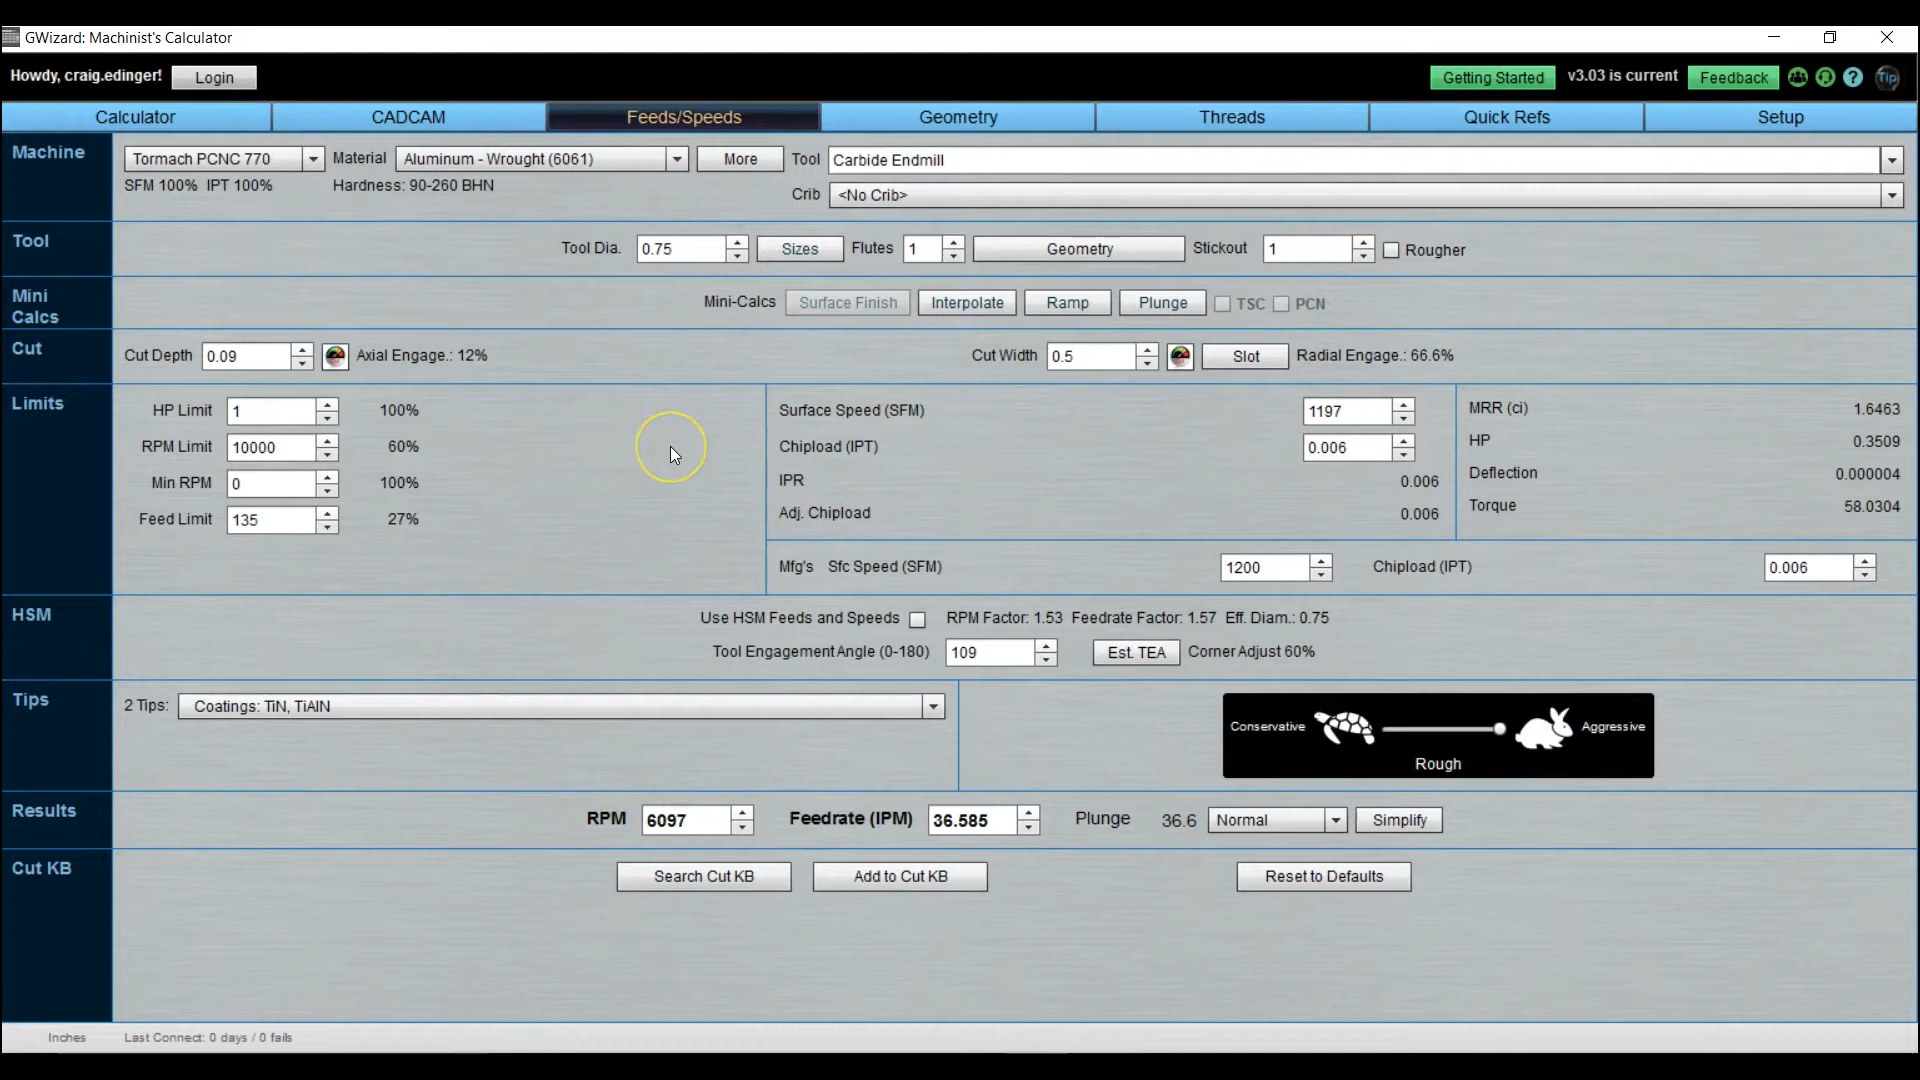 GWizard: Machinist's Calculator
Howdy, craig.edinger! Login Getting Started v3.03 is current Feedback ? Tip
Calculator CADCAM Feeds/Speeds Geometry Threads Quick Refs Setup
Machine Tormach PCNC 770 Material Aluminum - Wrought (6061) More Tool Carbide Endmill
SFM 100% IPT 100% Hardness: 90-260 BHN Crib <No Crib>
Tool Tool Dia. 0.75 Sizes Flutes 1 Geometry Stickout 1 Rougher
Mini Calcs Mini-Calcs Surface Finish Interpolate Ramp Plunge TSC PCN
Cut Cut Depth 0.09 Axial Engage.: 12% Cut Width 0.5 Slot Radial Engage.: 66.6%
Limits HP Limit 1 100% Surface Speed (SFM) 1197 MRR (ci) 1.6463
RPM Limit 10000 60% Chipload (IPT) 0.006 HP 0.3509
Min RPM 0 100% IPR 0.006 Deflection 0.000004
Feed Limit 135 27% Adj. Chipload 0.006 Torque 58.0304
Mfg's Sfc Speed (SFM) 1200 Chipload (IPT) 0.006
HSM Use HSM Feeds and Speeds RPM Factor: 1.53 Feedrate Factor: 1.57 Eff. Diam.: 0.75
Tool Engagement Angle (0-180) 109 Est. TEA Corner Adjust 60%
Tips 2 Tips: Coatings: TiN, TiAlN Conservative Aggressive
Rough
Results RPM 6097 Feedrate (IPM) 36.585 Plunge 36.6 Normal Simplify
Cut KB Search Cut KB Add to Cut KB Reset to Defaults
Inches Last Connect: 0 days / 0 fails